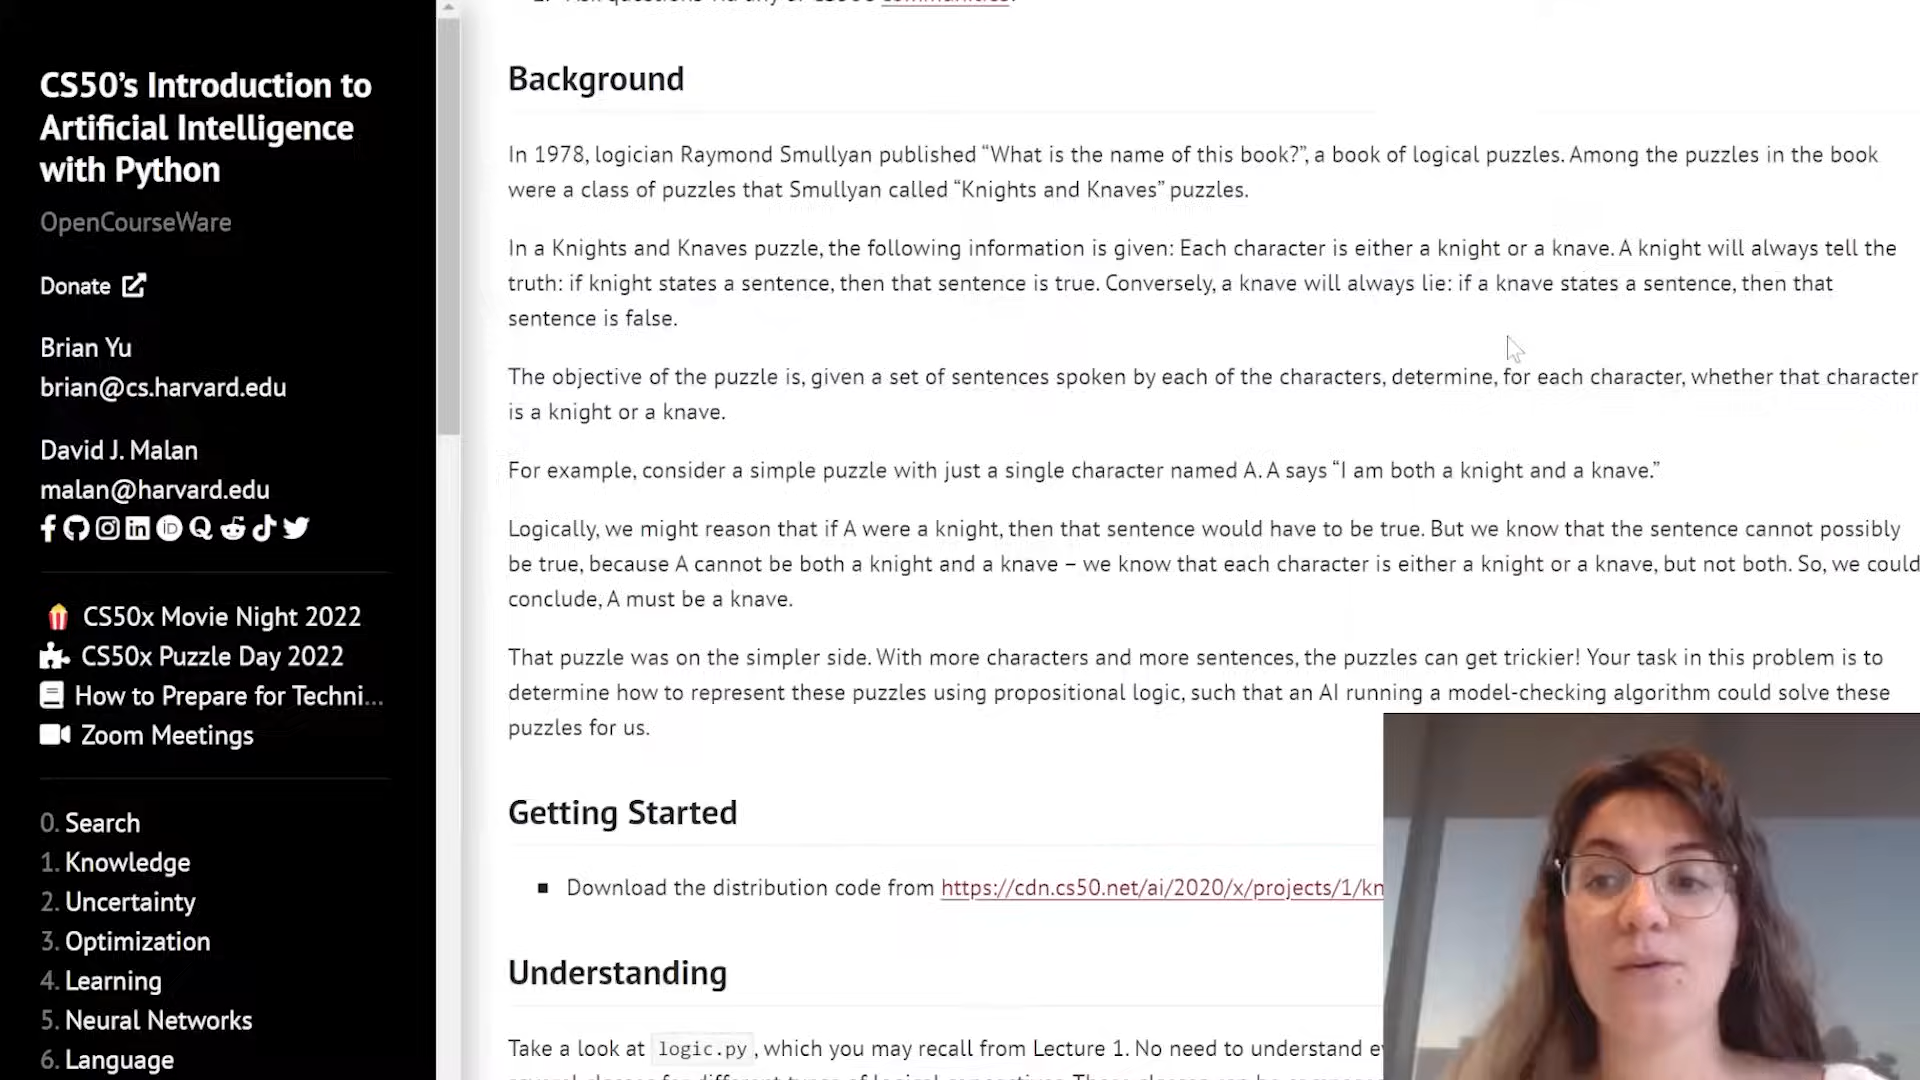 CS50’s Introduction to
Artificial Intelligence
with Python
OpenCourseWare
Donate
Brian Yu
brian@cs.harvard.edu
David J. Malan
malan@harvard.edu
CS50x Movie Night 2022
CS50x Puzzle Day 2022
How to Prepare for Techni...
Zoom Meetings
0. Search
1. Knowledge
2. Uncertainty
3. Optimization
4. Learning
5. Neural Networks
6. Language
Background
In 1978, logician Raymond Smullyan published “What is the name of this book?”, a book of logical puzzles. Among the puzzles in the book
were a class of puzzles that Smullyan called “Knights and Knaves” puzzles.
In a Knights and Knaves puzzle, the following information is given: Each character is either a knight or a knave. A knight will always tell the
truth: if knight states a sentence, then that sentence is true. Conversely, a knave will always lie: if a knave states a sentence, then that
sentence is false.
The objective of the puzzle is, given a set of sentences spoken by each of the characters, determine, for each character, whether that character
is a knight or a knave.
For example, consider a simple puzzle with just a single character named A. A says “I am both a knight and a knave.”
Logically, we might reason that if A were a knight, then that sentence would have to be true. But we know that the sentence cannot possibly
be true, because A cannot be both a knight and a knave – we know that each character is either a knight or a knave, but not both. So, we could
conclude, A must be a knave.
That puzzle was on the simpler side. With more characters and more sentences, the puzzles can get trickier! Your task in this problem is to
determine how to represent these puzzles using propositional logic, such that an AI running a model-checking algorithm could solve these
puzzles for us.
Getting Started
Download the distribution code from https://cdn.cs50.net/ai/2020/x/projects/1/kn
Understanding
Take a look at logic.py, which you may recall from Lecture 1. No need to understand e